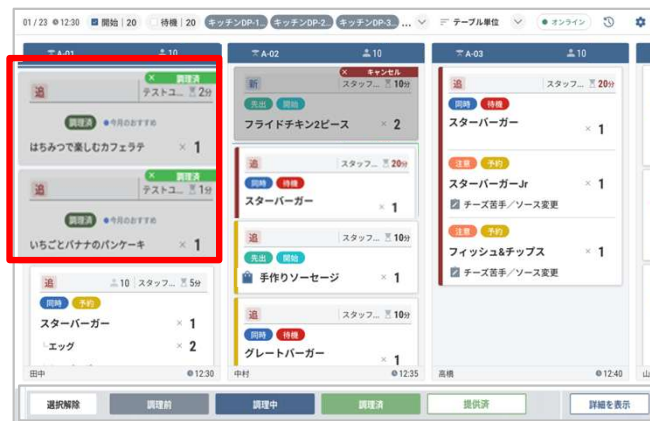 01 / 23 12:30 開始 | 20 待機 | 20 キッチンDP-1.. キッチンDP-2.. キッチンDP-3.. ... テーブル単位 オンライン
A-01 10
× 調理済
追 テストユ... 2分
調理済 今月のおすすめ
はちみつで楽しむカフェラテ × 1
× 調理済
追 テストユ... 1分
調理済 今月のおすすめ
いちごとバナナのパンケーキ × 1
追 10 スタッフ... 5分
同時 予約
スターバーガー × 1
└エッグ × 2
田中 12:30
A-02 10
× キャンセル
新 スタッフ... 10分
先出 開始
フライドチキン2ピース × 2
追 スタッフ... 20分
同時 待機
スターバーガー × 1
追 スタッフ... 10分
先出 開始
手作りソーセージ × 1
追 スタッフ... 10分
同時 待機
グレートバーガー × 1
中村 12:35
A-03 10
追 スタッフ... 20分
同時 待機
スターバーガー × 1
注意 予約
スターバーガーJr × 1
チーズ苦手／ソース変更
注意 予約
フィッシュ&チップス × 1
チーズ苦手／ソース変更
高橋 12:40
山
選択解除 調理前 調理中 調理済 提供済 詳細を表示